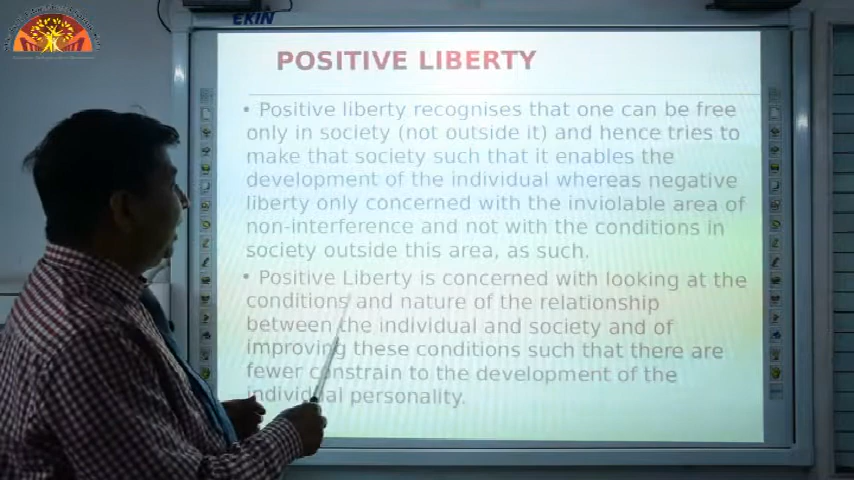 EKIN
POSITIVE LIBERTY
• Positive liberty recognises that one can be free
only in society (not outside it) and hence tries to
make that society such that it enables the
development of the individual whereas negative
liberty only concerned with the inviolable area of
non-interference and not with the conditions in
society outside this area, as such.
• Positive Liberty is concerned with looking at the
conditions and nature of the relationship
between the individual and society and of
improving these conditions such that there are
fewer constrain to the development of the
individual personality.